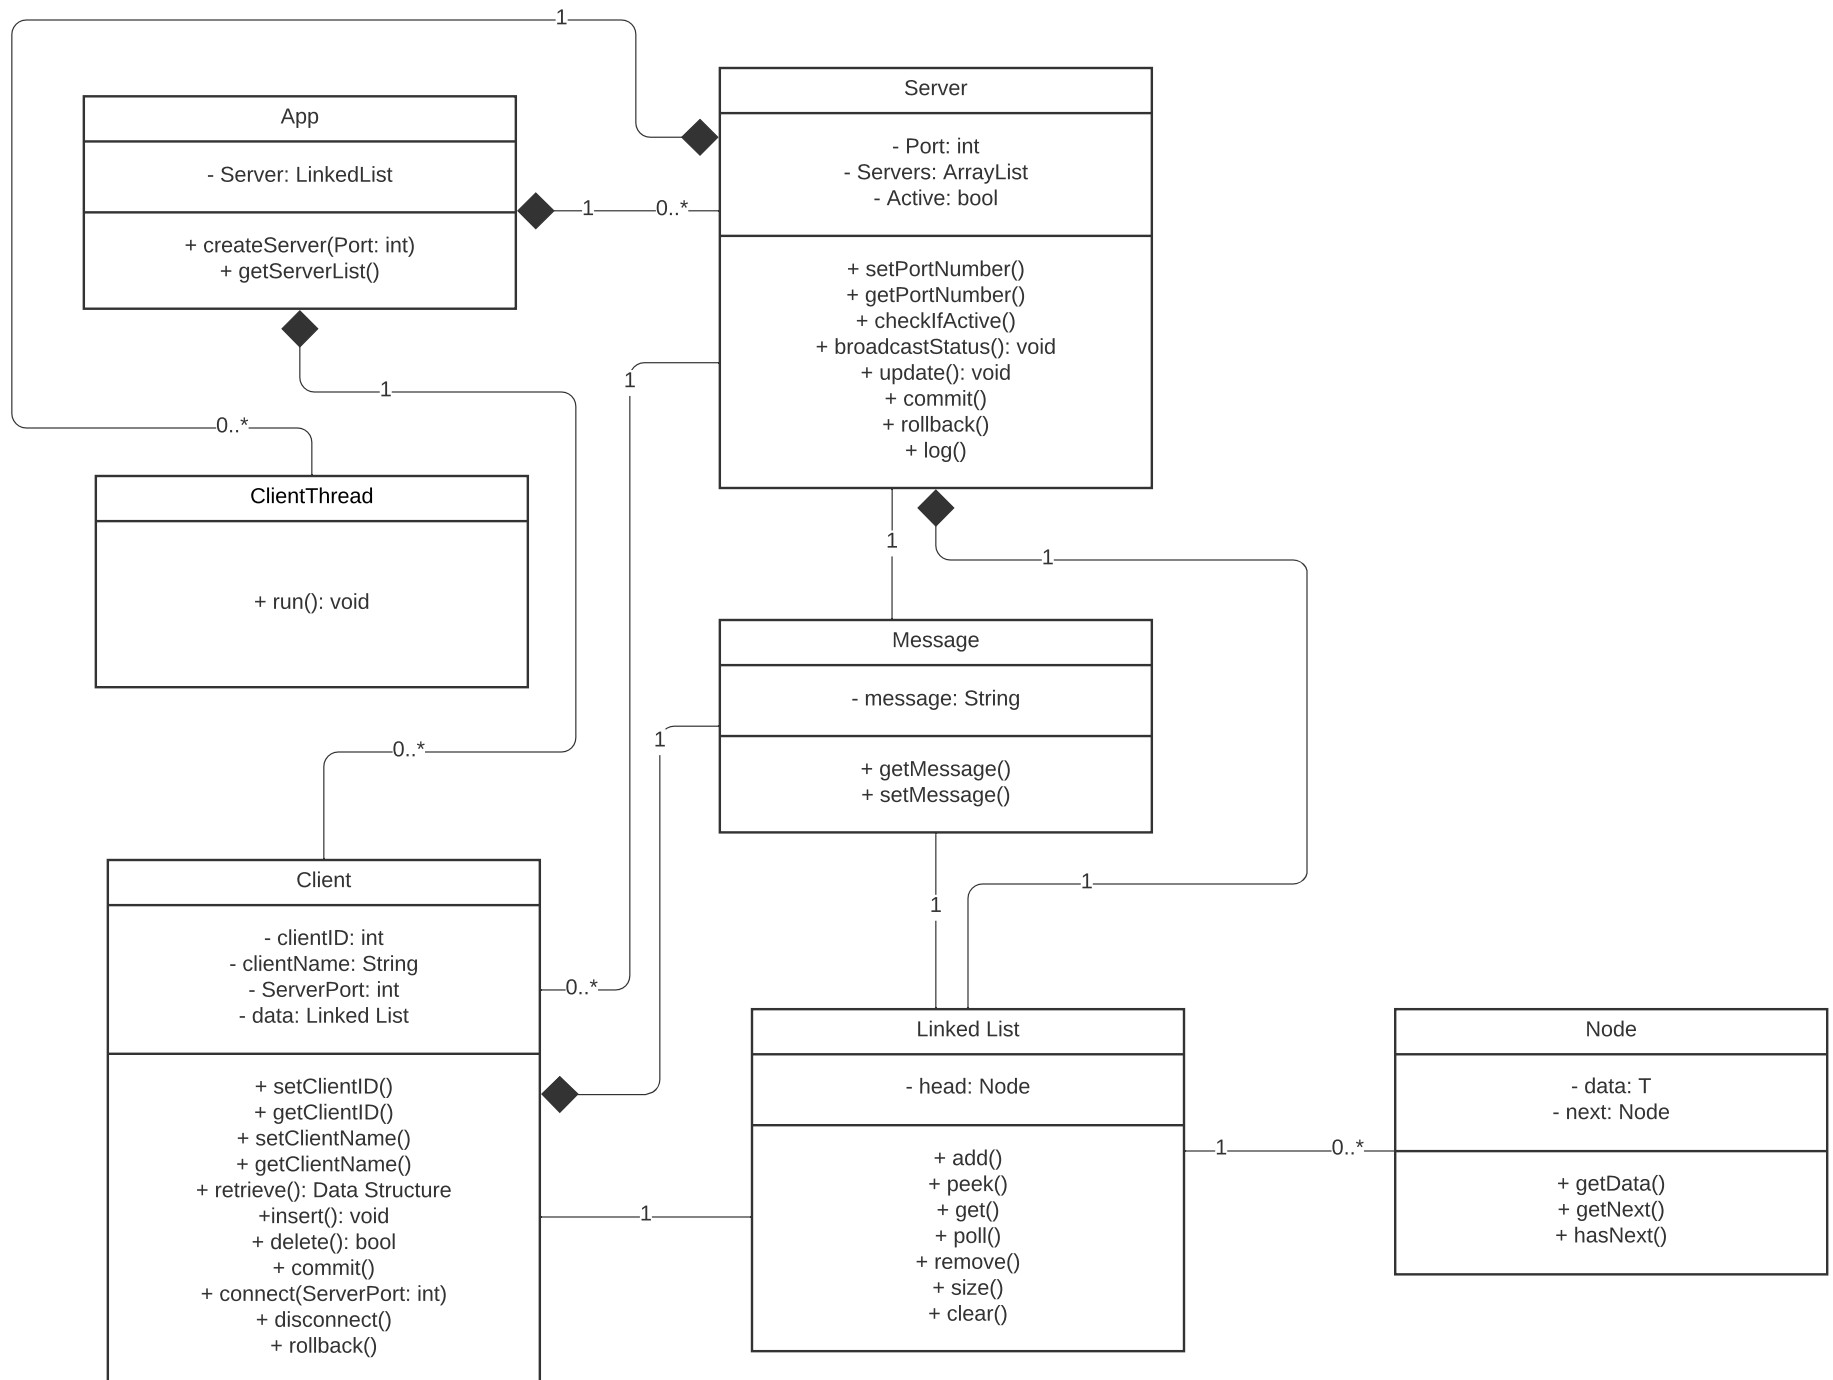 1
Server
- Port: int
- Servers: ArrayList
- Active: bool
+ setPortNumber()
+ getPortNumber()
+ checkIfActive()
+ broadcastStatus(): void
+ update(): void
+ commit()
+ rollback()
+ log()
App
- Server: LinkedList
+ createServer(Port: int)
+ getServerList()
1
0..*
1
1
0..*
ClientThread
+ run(): void
1
1
Message
- message: String
+ getMessage()
+ setMessage()
1
0..*
Client
- clientID: int
- clientName: String
- ServerPort: int
- data: Linked List
+ setClientID()
+ getClientID()
+ setClientName()
+ getClientName()
+ retrieve(): Data Structure
+insert(): void
+ delete(): bool
+ commit()
+ connect(ServerPort: int)
+ disconnect()
+ rollback()
1
1
0..*
1
Linked List
- head: Node
+ add()
+ peek()
+ get()
+ poll()
+ remove()
+ size()
+ clear()
1
0..*
Node
- data: T
- next: Node
+ getData()
+ getNext()
+ hasNext()